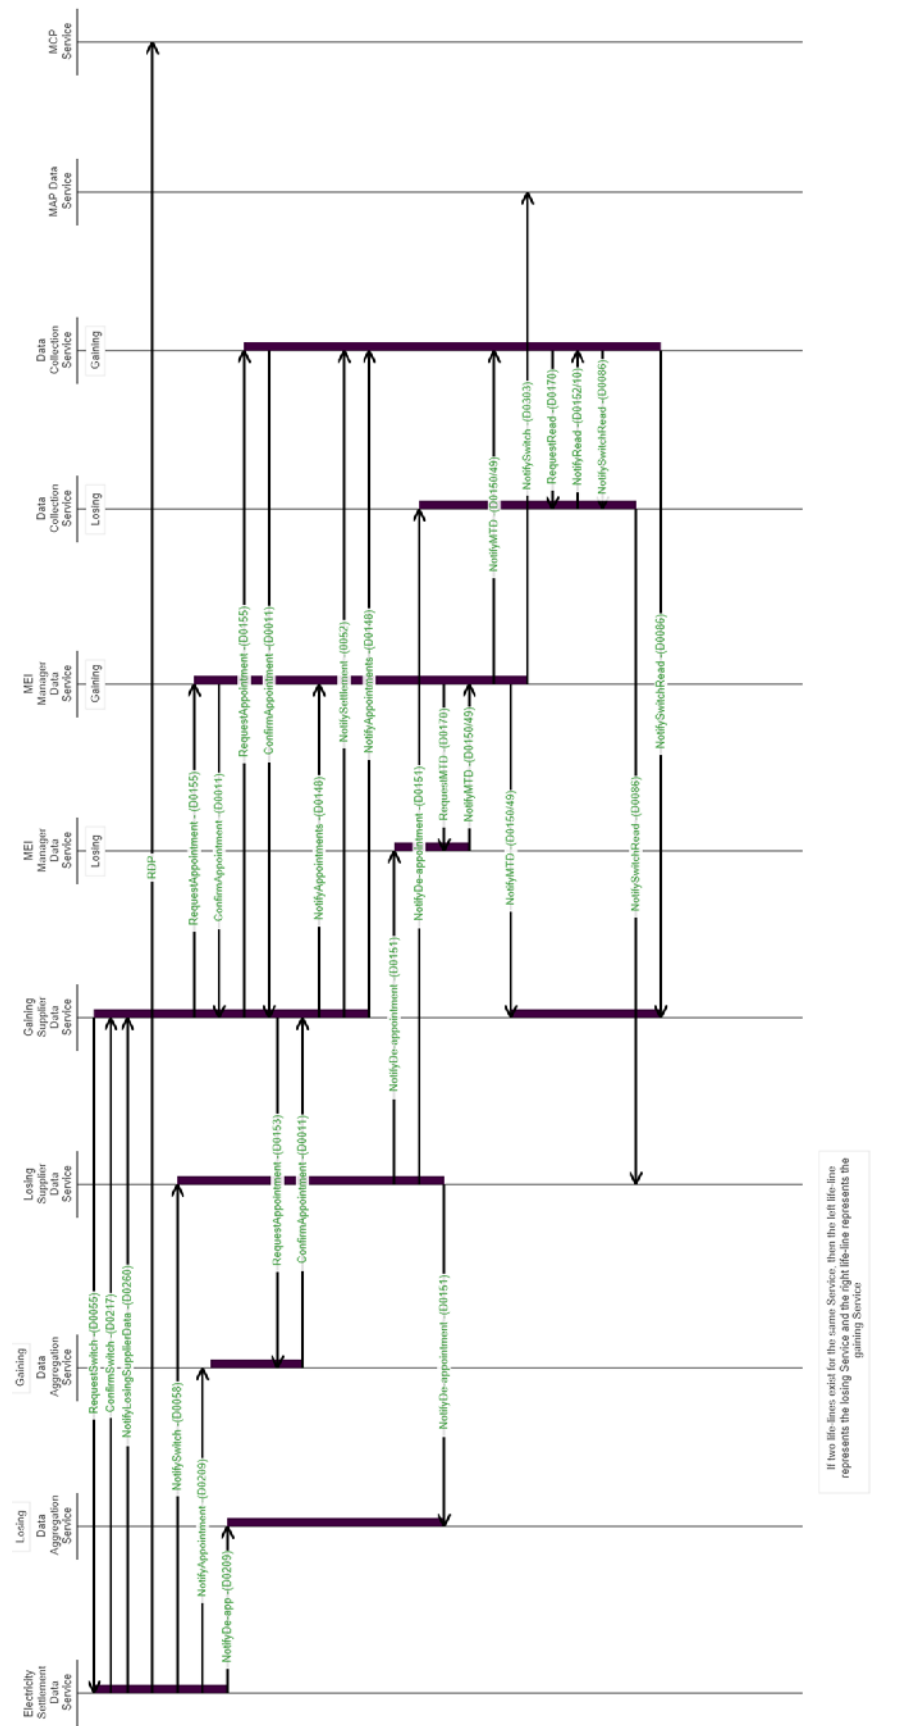 Electricity
Settlement
Data
Service
Losing
Data
Aggregation
Service
Gaining
Data
Aggregation
Service
Losing
Supplier
Data
Service
Gaining
Supplier
Data
Service
MEI
Manager
Data
Service
Losing
MEI
Manager
Data
Service
Gaining
Data
Collection
Service
Losing
Data
Collection
Service
Gaining
MAP Data
Service
MCP
Service
RequestSwitch -(D0055)
ConfirmSwitch -(D0217)
NotifyLosingSupplierData -(D0260)
RDP
NotifySwitch -(D0058)
RequestAppointment -(D0155)
NotifyAppointment -(D0209)
ConfirmAppointment -(D0011)
NotifyDe-app -(D0209)
RequestAppointment -(D0155)
ConfirmAppointment -(D0011)
RequestAppointment -(D0153)
ConfirmAppointment -(D0011)
NotifyAppointments -(D0148)
NotifySettlement -(0052)
NotifyAppointments -(D0148)
NotifyDe-appointment -(D0151)
NotifyDe-appointment -(D0151)
NotifyDe-appointment -(D0151)
RequestMTD -(D0170)
NotifyMTD -(D0150/49)
NotifyMTD -(D0150/49)
NotifyMTD -(D0150/49)
NotifySwitch -(D0303)
RequestRead -(D0170)
NotifyRead -(D0152/10)
NotifySwitchRead -(D0086)
NotifySwitchRead -(D0086)
NotifySwitchRead -(D0086)
If two life-lines exist for the same Service, then the left life-line
represents the losing Service and the right life-line represents the
gaining Service